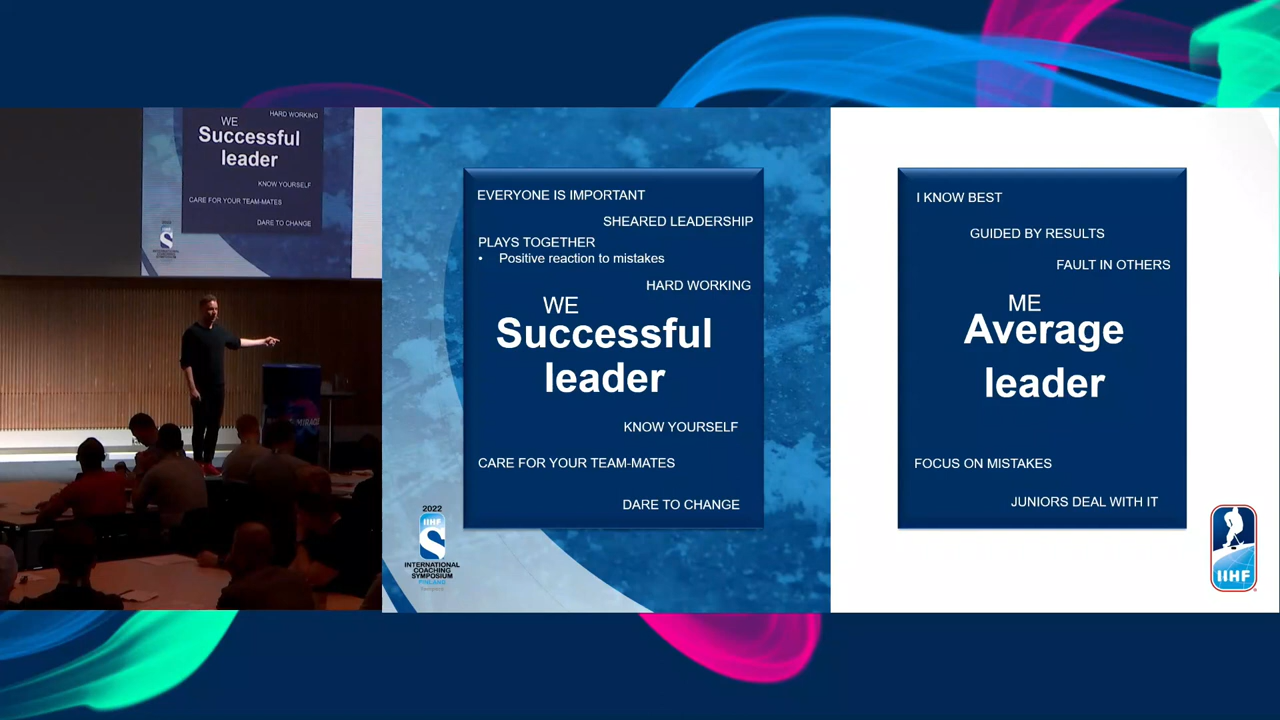 HARD WORKING
WE
Successful
leader
KNOW YOURSELF
CARE FOR YOUR TEAM-MATES
DARE TO CHANGE
EVERYONE IS IMPORTANT
SHEARED LEADERSHIP
PLAYS TOGETHER
• Positive reaction to mistakes
HARD WORKING
WE
Successful
leader
KNOW YOURSELF
CARE FOR YOUR TEAM-MATES
DARE TO CHANGE
2022
IIHF
S
INTERNATIONAL
COACHING
SYMPOSIUM
FINLAND
I KNOW BEST
GUIDED BY RESULTS
FAULT IN OTHERS
ME
Average
leader
FOCUS ON MISTAKES
JUNIORS DEAL WITH IT
IIHF